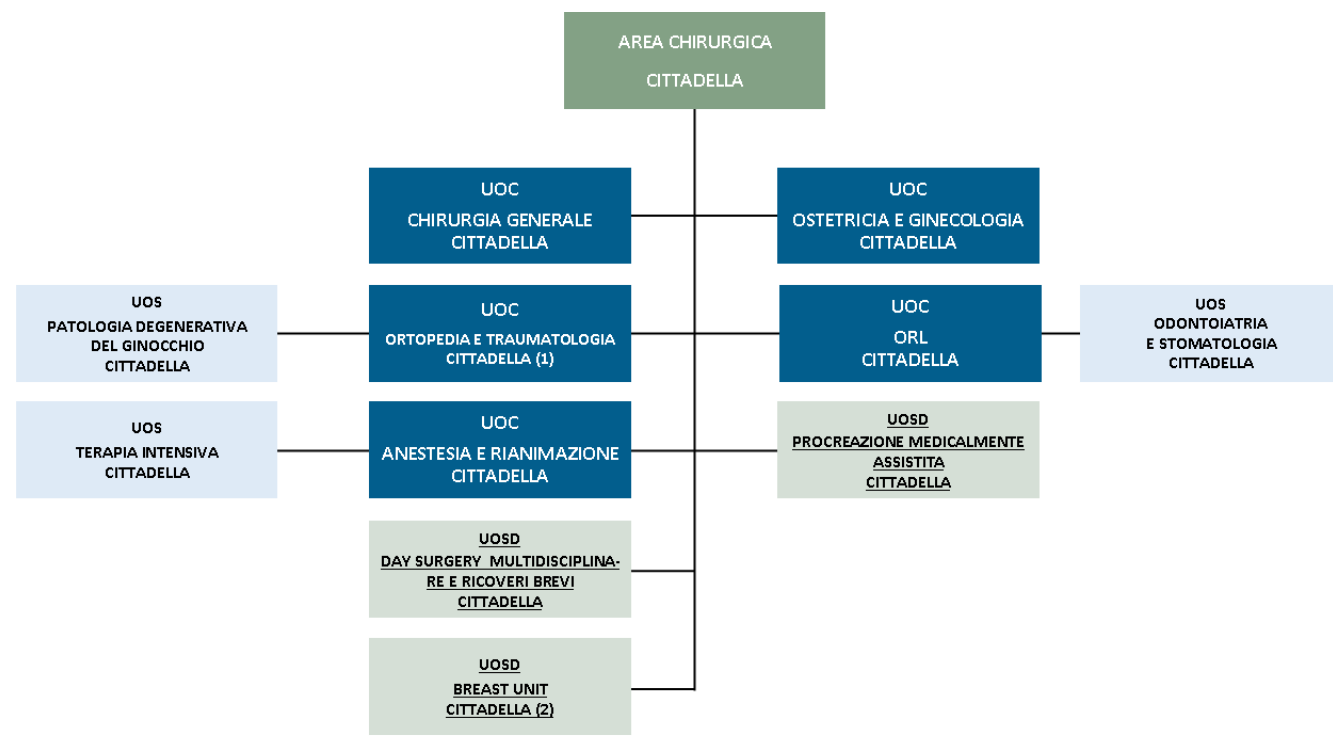 AREA CHIRURGICA
CITTADELLA
UOC
CHIRURGIA GENERALE
CITTADELLA
UOC
OSTETRICIA E GINECOLOGIA
CITTADELLA
UOS
PATOLOGIA DEGENERATIVA
DEL GINOCCHIO
CITTADELLA
UOC
ORTOPEDIA E TRAUMATOLOGIA
CITTADELLA (1)
UOC
ORL
CITTADELLA
UOS
ODONTOIATRIA
E STOMATOLOGIA
CITTADELLA
UOS
TERAPIA INTENSIVA
CITTADELLA
UOC
ANESTESIA E RIANIMAZIONE
CITTADELLA
UOSD
PROCREAZIONE MEDICALMENTE
ASSISTITA
CITTADELLA
UOSD
DAY SURGERY MULTIDISCIPLINA-
RE E RICOVERI BREVI
CITTADELLA
UOSD
BREAST UNIT
CITTADELLA (2)